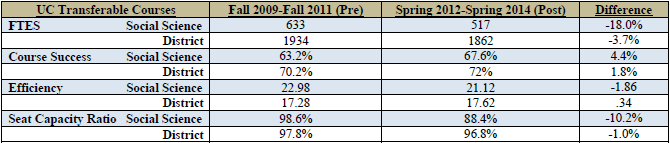 UC Transferable Courses Fall 2009-Fall 2011 (Pre) Spring 2012-Spring 2014 (Post) Difference
FTES Social Science 633 517 -18.0%
District 1934 1862 -3.7%
Course Success Social Science 63.2% 67.6% 4.4%
District 70.2% 72% 1.8%
Efficiency Social Science 22.98 21.12 -1.86
District 17.28 17.62 .34
Seat Capacity Ratio Social Science 98.6% 88.4% -10.2%
District 97.8% 96.8% -1.0%